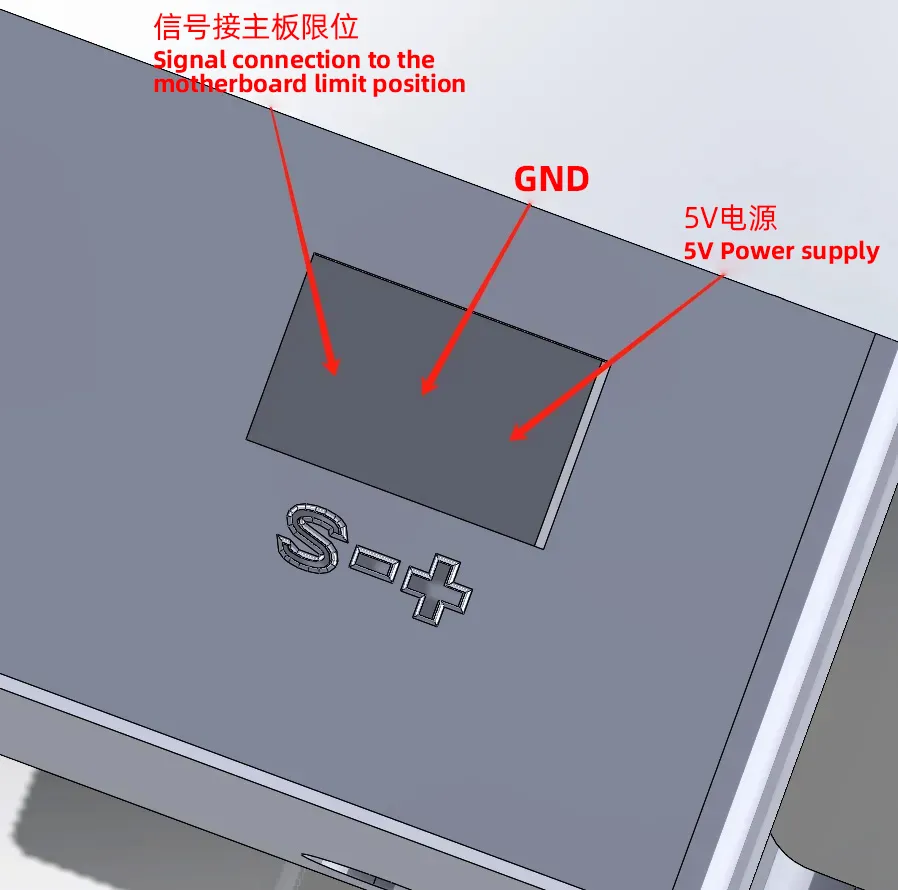 信号接主板限位
Signal connection to the
motherboard limit position
GND
5V电源
5V Power supply
S-+